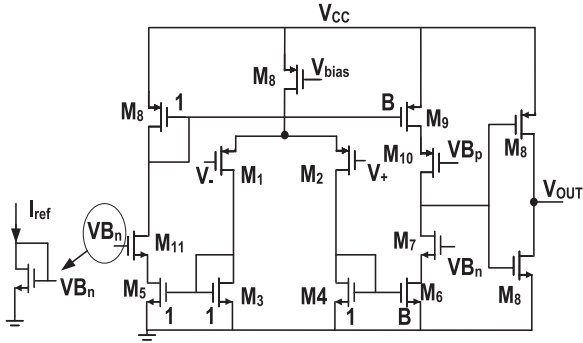 VCC
M8
Vbias
M8
1
B
M9
M10
VBp
M8
V-
M1
M2
V+
VOUT
Iref
VBn
M11
M7
VBn
VBn
M5
M3
M4
M6
M8
1
1
1
B